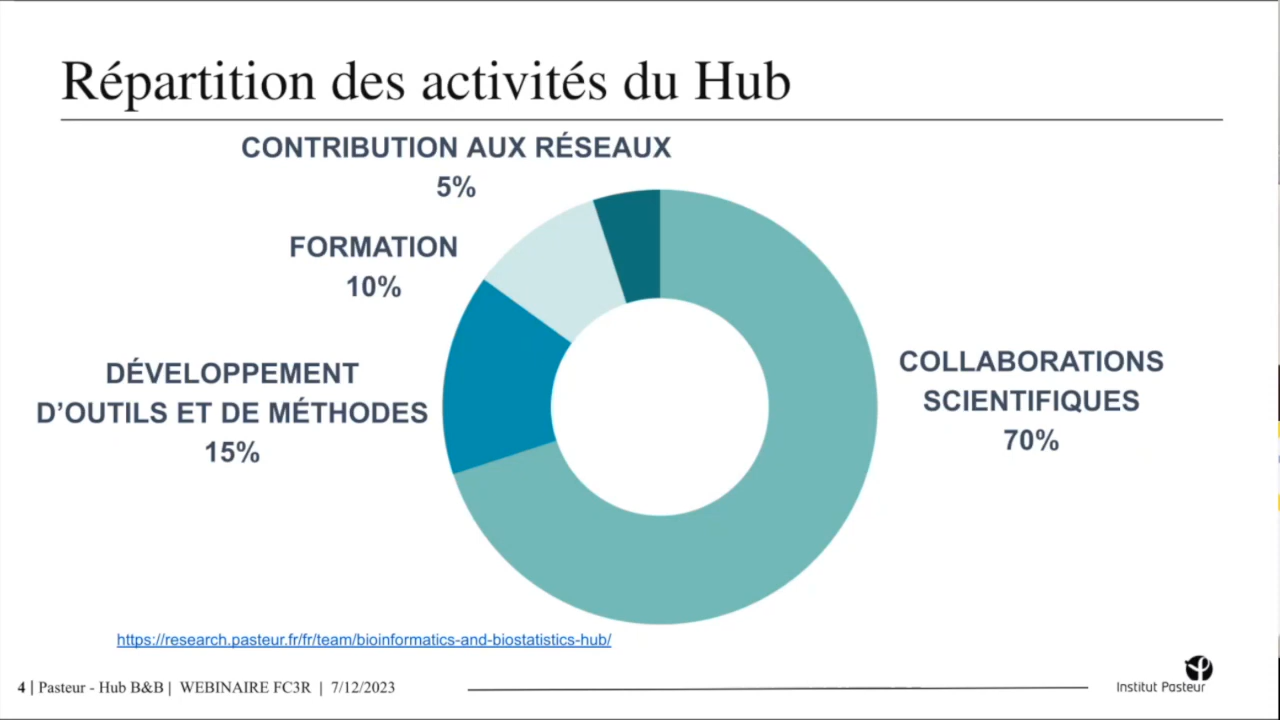 Répartition des activités du Hub
CONTRIBUTION AUX RÉSEAUX
5%
FORMATION
10%
DÉVELOPPEMENT
D’OUTILS ET DE MÉTHODES
15%
COLLABORATIONS
SCIENTIFIQUES
70%
https://research.pasteur.fr/fr/team/bioinformatics-and-biostatistics-hub/
4 | Pasteur - Hub B&B | WEBINAIRE FC3R | 7/12/2023
Institut Pasteur